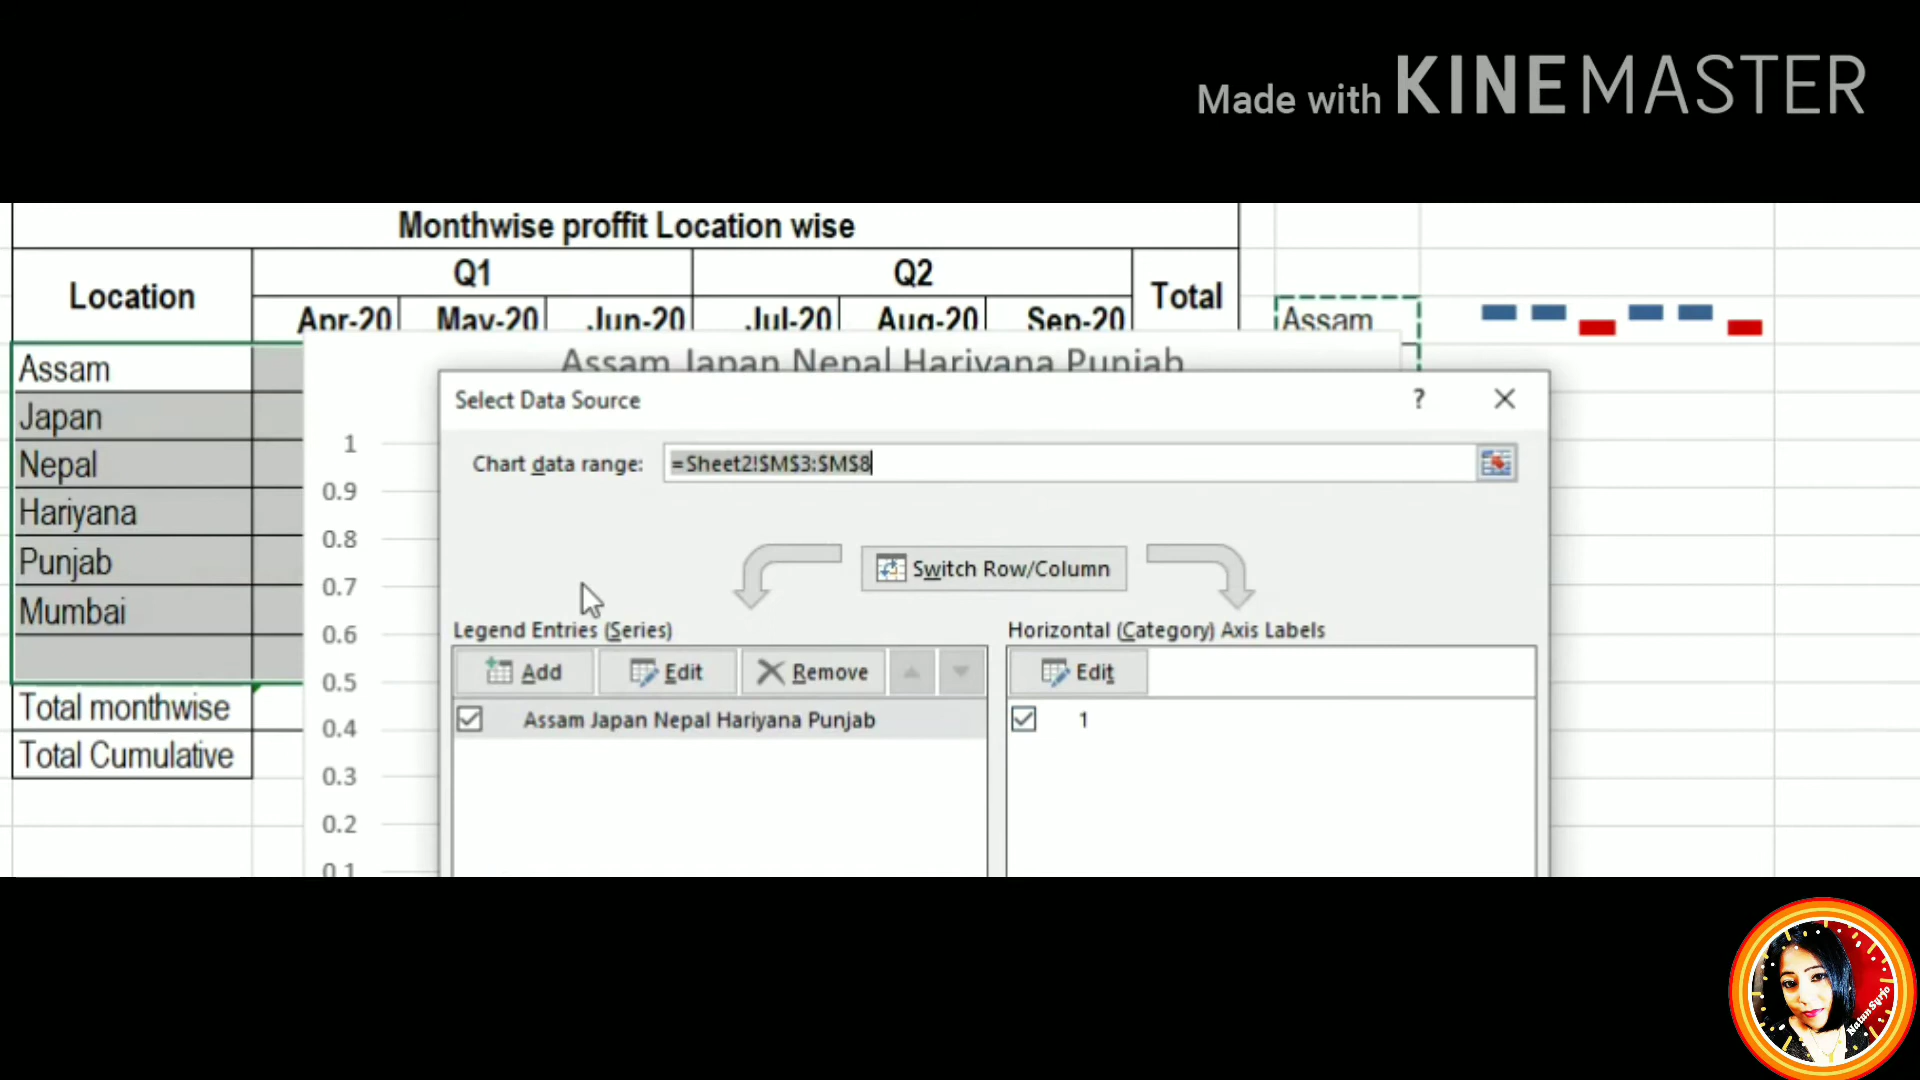 Made with KINEMASTER
Monthwise proffit Location wise
Location
Q1
Q2
Total
Apr-20
May-20
Jun-20
Jul-20
Aug-20
Sep-20
Assam
Assam Japan Nepal Hariyana Punjab
Assam
Japan
Nepal
Hariyana
Punjab
Mumbai
Total monthwise
Total Cumulative
1
0.9
0.8
0.7
0.6
0.5
0.4
0.3
0.2
0.1
Select Data Source
?
Chart data range:
=Sheet2!$M$3:$M$8
Switch Row/Column
Legend Entries (Series)
Horizontal (Category) Axis Labels
Add
Edit
Remove
Edit
Assam Japan Nepal Hariyana Punjab
1
Natun Surjo